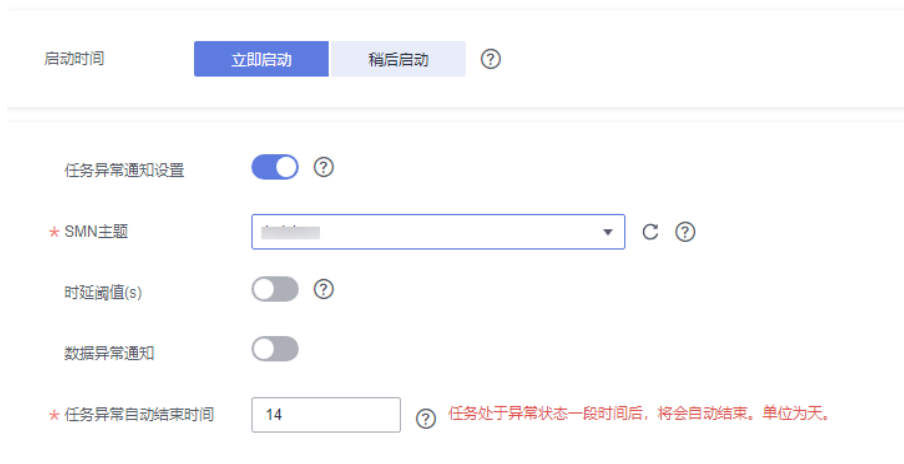 启动时间 立即启动 稍后启动 ?
任务异常通知设置 ?
* SMN主题 ?
时延阈值(s) ?
数据异常通知
* 任务异常自动结束时间 14 ? 任务处于异常状态一段时间后，将会自动结束。单位为天。